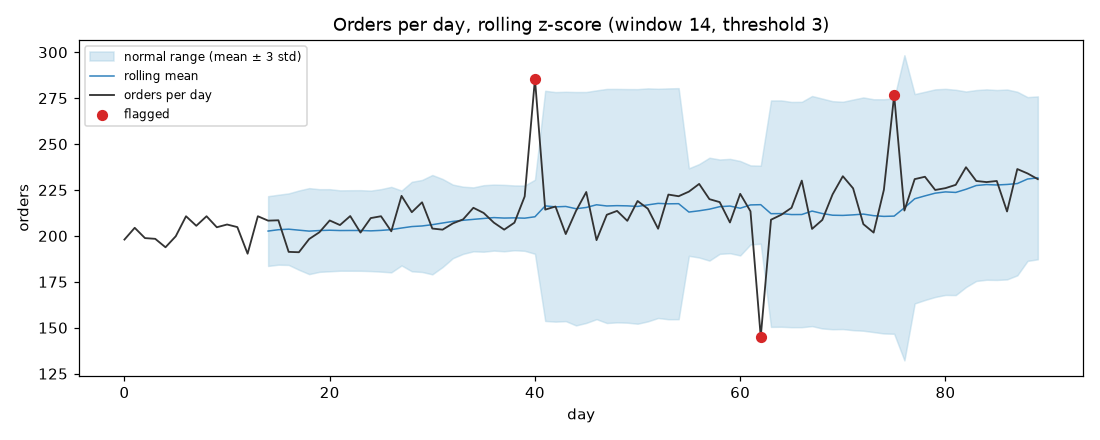 Orders per day, rolling z-score (window 14, threshold 3)
normal range (mean ± 3 std)
rolling mean
orders per day
flagged
300
275
250
225
200
175
150
125
orders
0
20
40
60
80
day